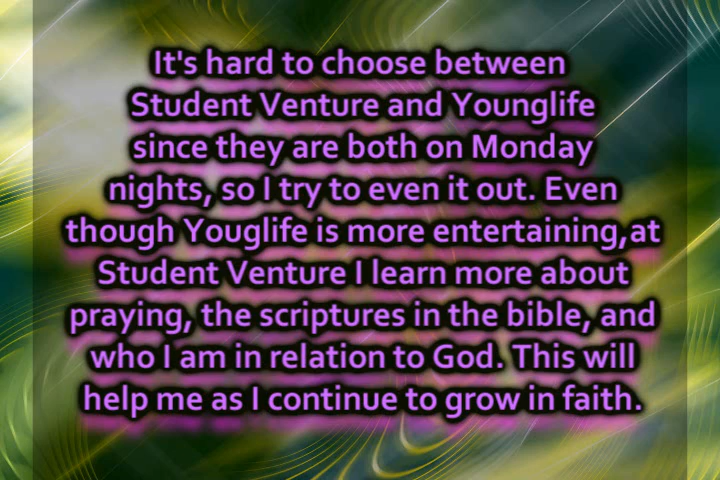 It's hard to choose between
Student Venture and Younglife
since they are both on Monday
nights, so I try to even it out. Even
though Youglife is more entertaining,at
Student Venture I learn more about
praying, the scriptures in the bible, and
who I am in relation to God. This will
help me as I continue to grow in faith.